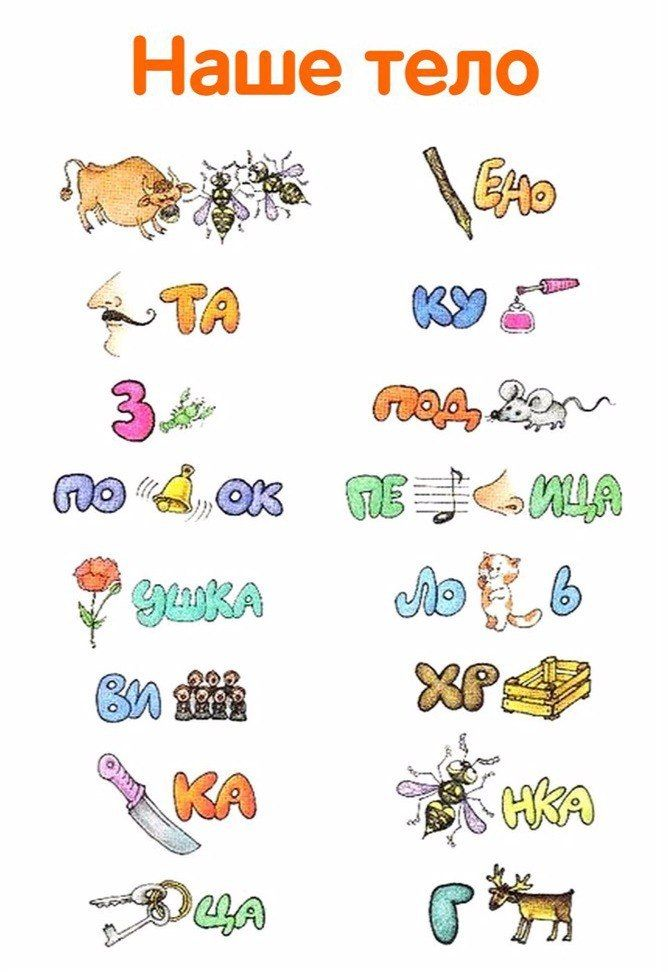 Наше тело
ЕНО
ТА
КУ
З
ПОД
ПО ОК
ПЕ ИЦА
УШКА
ЛО Ь
ВИ
ХР
КА
НКА
ЦА
Г